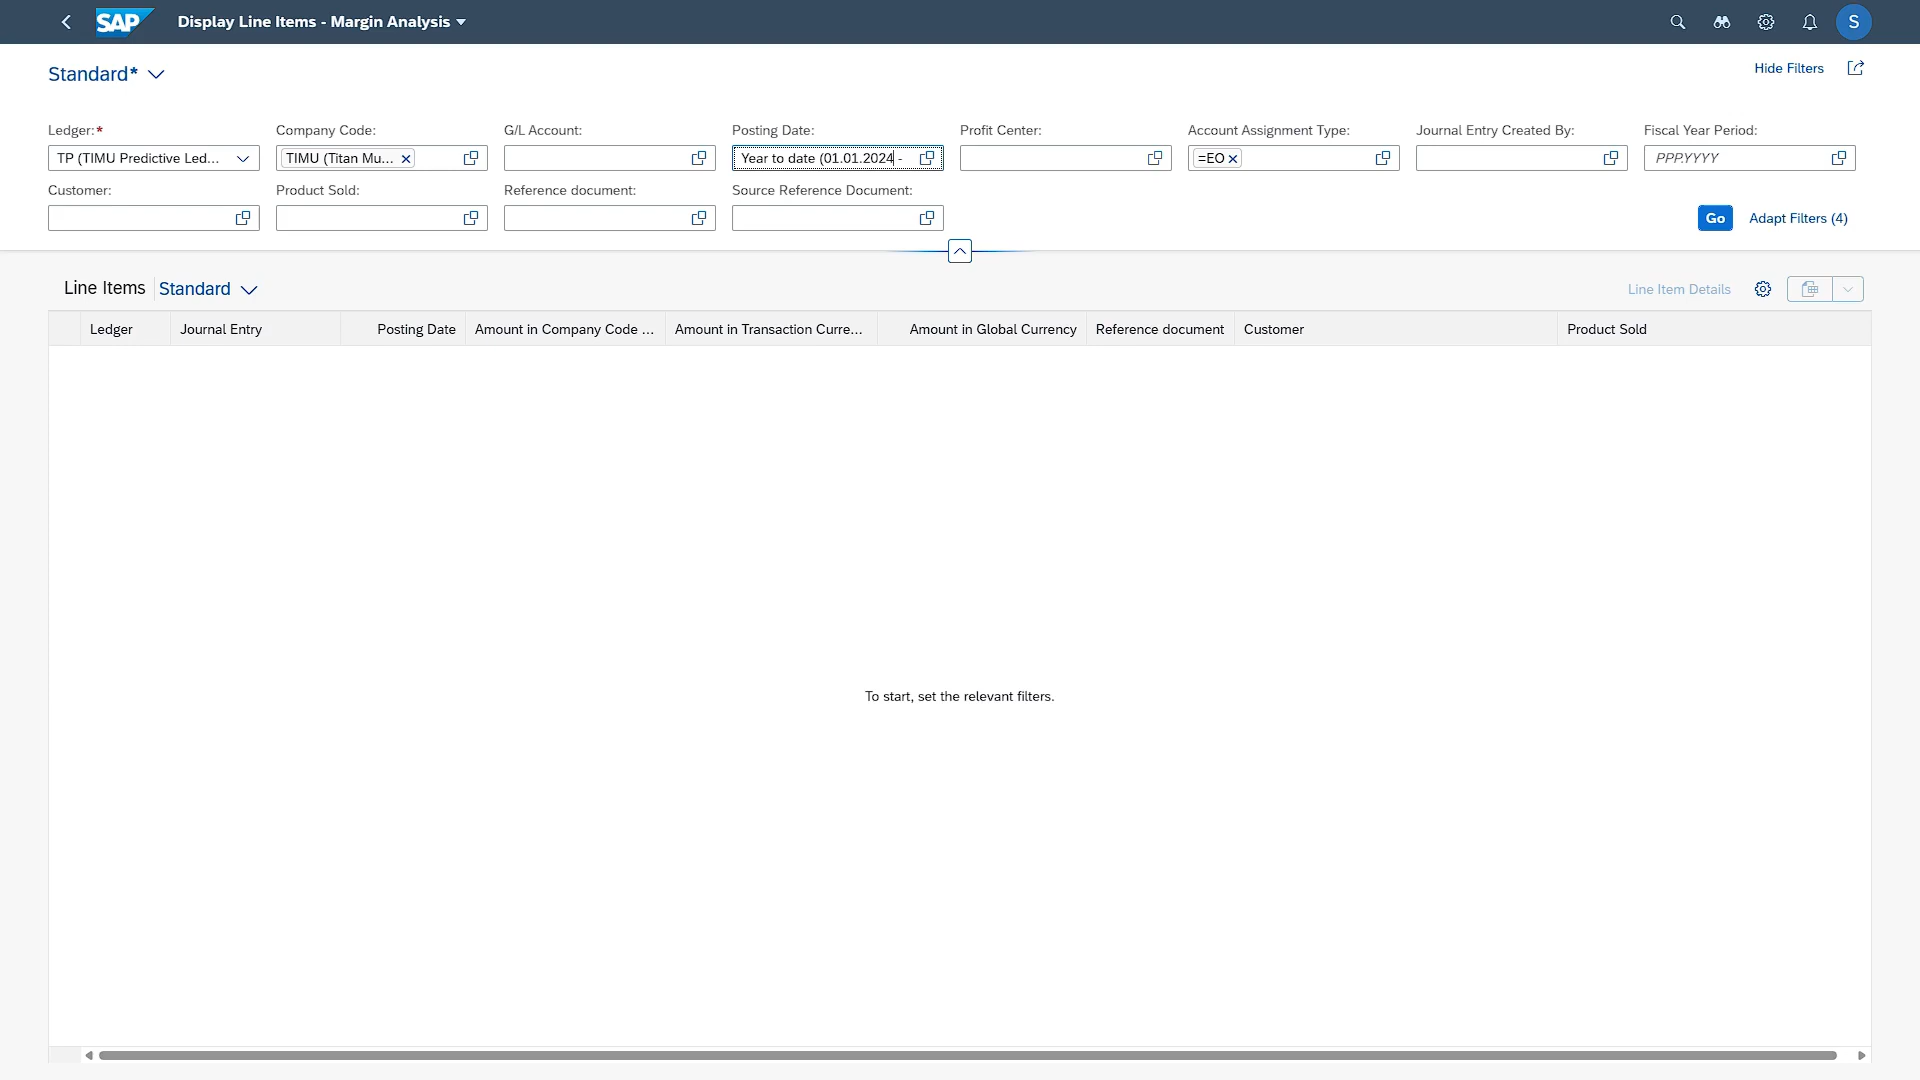 SAP Display Line Items - Margin Analysis S
Standard*
Hide Filters
Ledger:* Company Code: G/L Account: Posting Date: Profit Center: Account Assignment Type: Journal Entry Created By: Fiscal Year Period:
TP (TIMU Predictive Led... TIMU (Titan Mu... Year to date (01.01.2024 - =EO PPP.YYYY
Customer: Product Sold: Reference document: Source Reference Document:
Go Adapt Filters (4)
Line Items Standard Line Item Details
Ledger Journal Entry Posting Date Amount in Company Code ... Amount in Transaction Curre... Amount in Global Currency Reference document Customer Product Sold
To start, set the relevant filters.